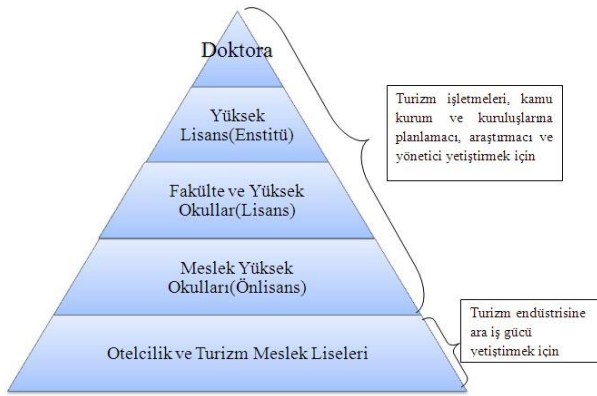 Doktora
Yüksek
Lisans(Enstitü)
Fakülte ve Yüksek
Okullar(Lisans)
Meslek Yüksek
Okulları(Önlisans)
Otelcilik ve Turizm Meslek Liseleri
Turizm işletmeleri, kamu
kurum ve kuruluşlarına
planlamacı, araştırmacı ve
yönetici yetiştirmek için
Turizm endüstrisine
ara iş gücü
yetiştirmek için